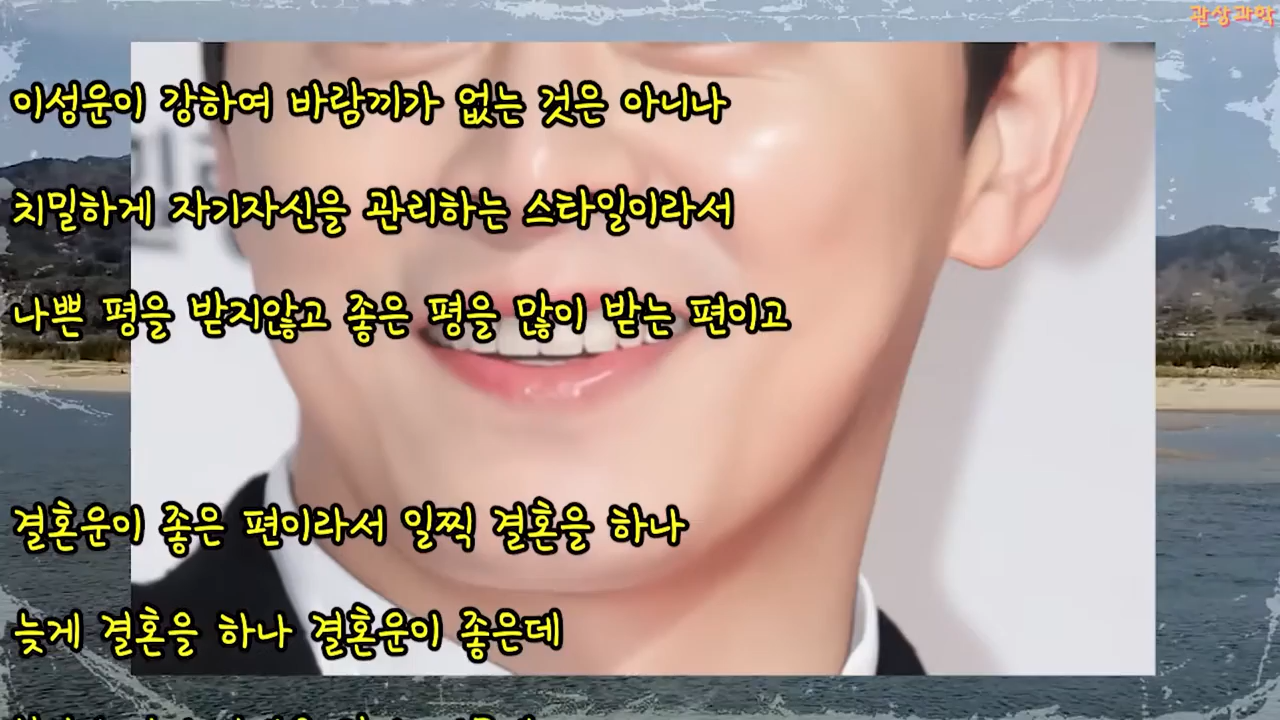 관상과학
이성운이 강하여 바람끼가 없는 것은 아니나
치밀하게 자기자신을 관리하는 스타일이라서
나쁜 평을 받지않고 좋은 평을 많이 받는 편이고
결혼운이 좋은 편이라서 일찍 결혼을 하나
늦게 결혼을 하나 결혼운이 좋은데